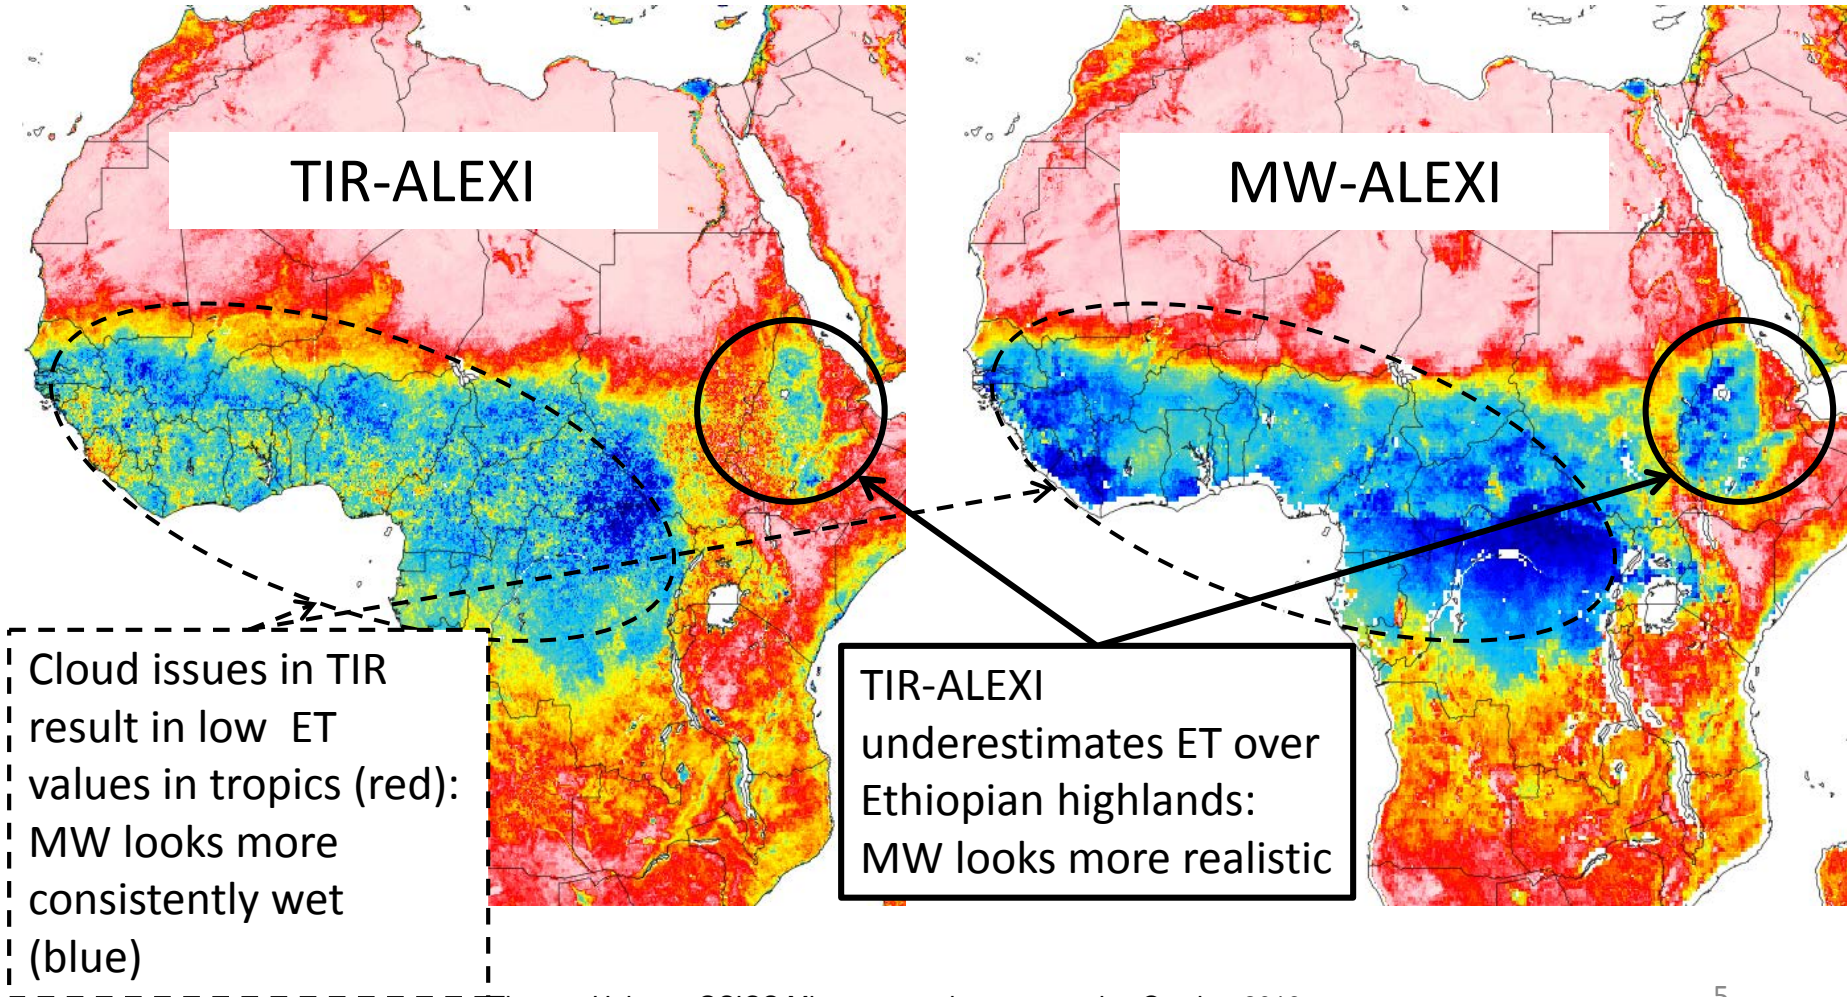 TIR-ALEXI
MW-ALEXI
Cloud issues in TIR
result in low ET
values in tropics (red):
MW looks more
consistently wet
(blue)
TIR-ALEXI
underestimates ET over
Ethiopian highlands:
MW looks more realistic
5